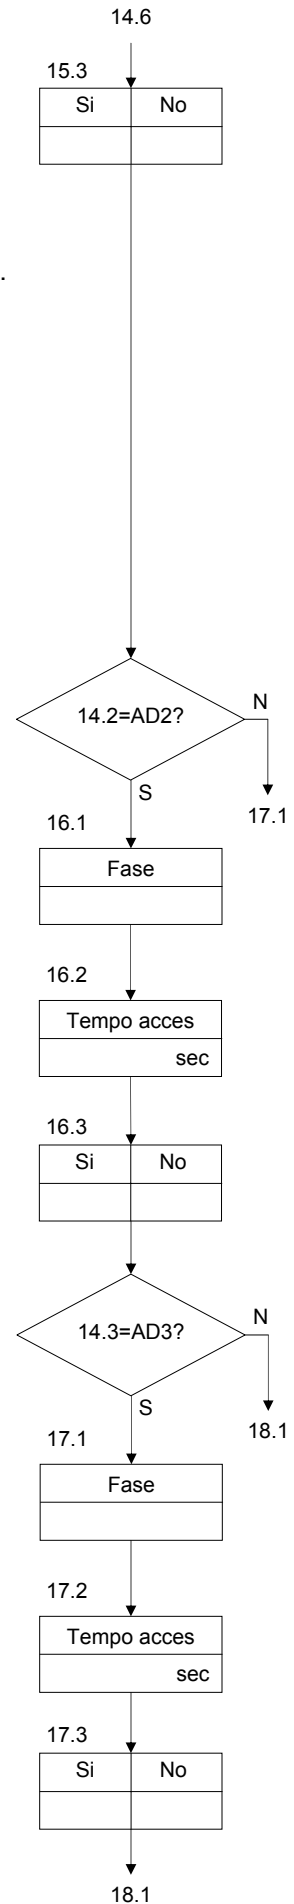 14.6
15.3
Si No
.
14.2=AD2?
N
S
17.1
16.1
Fase
16.2
Tempo acces
sec
16.3
Si No
14.3=AD3?
N
S
18.1
17.1
Fase
17.2
Tempo acces
sec
17.3
Si No
18.1